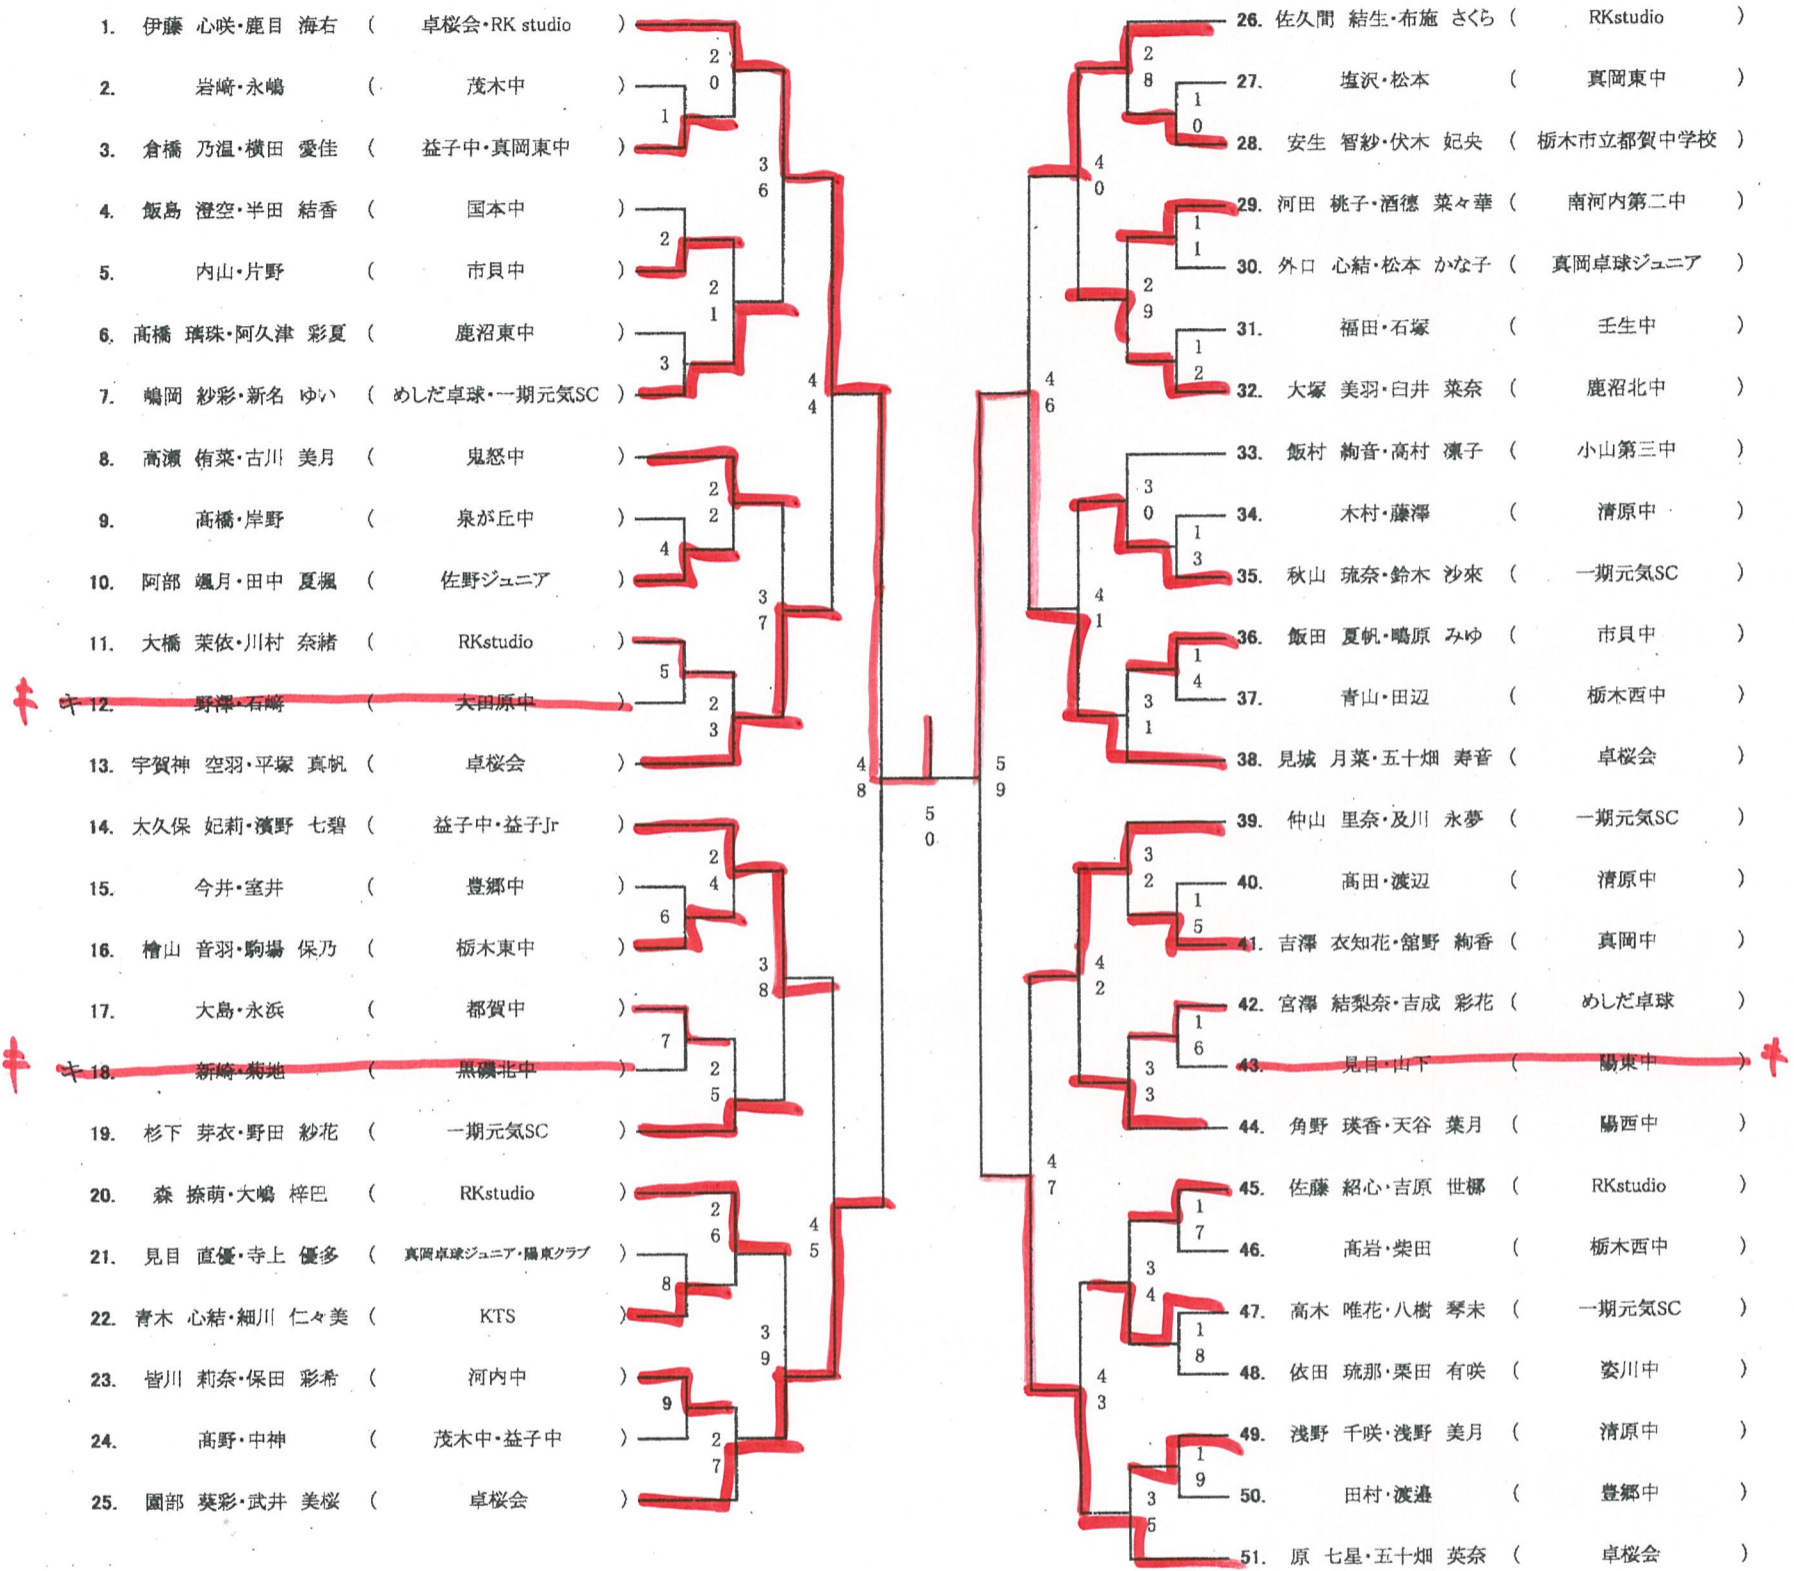 1. 伊藤 心咲・鹿目 海右 ( 卓桜会・RK studio )
2. 岩﨑・永嶋 ( 茂木中 )
3. 倉橋 乃温・横田 愛佳 ( 益子中・真岡東中 )
4. 飯島 澄空・半田 結香 ( 国本中 )
5. 内山・片野 ( 市貝中 )
6. 髙橋 璃珠・阿久津 彩夏 ( 鹿沼東中 )
7. 嶋岡 紗彩・新名 ゆい ( めしだ卓球・一期元気SC )
8. 高瀬 侑菜・古川 美月 ( 鬼怒中 )
9. 髙橋・岸野 ( 泉が丘中 )
10. 阿部 颯月・田中 夏楓 ( 佐野ジュニア )
11. 大橋 茉依・川村 奈緒 ( RKstudio )
キ キ 12. 野澤・石﨑 ( 大田原中 )
13. 宇賀神 空羽・平塚 真帆 ( 卓桜会 )
14. 大久保 妃莉・濱野 七碧 ( 益子中・益子Jr )
15. 今井・室井 ( 豊郷中 )
16. 檜山 音羽・駒場 保乃 ( 栃木東中 )
17. 大島・永浜 ( 都賀中 )
キ キ 18. 新崎・菊地 ( 黒磯北中 )
19. 杉下 芽衣・野田 紗花 ( 一期元気SC )
20. 森 捺萌・大嶋 梓巴 ( RKstudio )
21. 見目 直優・寺上 優多 ( 真岡卓球ジュニア・陽東クラブ )
22. 青木 心結・細川 仁々美 ( KTS )
23. 皆川 莉奈・保田 彩希 ( 河内中 )
24. 髙野・中神 ( 茂木中・益子中 )
25. 園部 葵彩・武井 美桜 ( 卓桜会 )
1
2
3
4
5
6
7
8
9
20
21
22
23
24
25
26
27
36
37
38
39
44
45
48
50
59
46
47
40
41
42
43
28
29
30
31
32
33
34
35
10
11
12
13
14
15
16
17
18
19
26. 佐久間 結生・布施 さくら ( RKstudio )
27. 塩沢・松本 ( 真岡東中 )
28. 安生 智紗・伏木 妃央 ( 栃木市立都賀中学校 )
29. 河田 桃子・酒德 菜々華 ( 南河内第二中 )
30. 外口 心結・松本 かな子 ( 真岡卓球ジュニア )
31. 福田・石塚 ( 壬生中 )
32. 大塚 美羽・臼井 菜奈 ( 鹿沼北中 )
33. 飯村 絢音・高村 凛子 ( 小山第三中 )
34. 木村・藤澤 ( 清原中 )
35. 秋山 琉奈・鈴木 沙來 ( 一期元気SC )
36. 飯田 夏帆・鴫原 みゆ ( 市貝中 )
37. 青山・田辺 ( 栃木西中 )
38. 見城 月菜・五十畑 寿音 ( 卓桜会 )
39. 仲山 里奈・及川 永夢 ( 一期元気SC )
40. 髙田・渡辺 ( 清原中 )
41. 吉澤 衣知花・舘野 絢香 ( 真岡中 )
42. 宮澤 結梨奈・吉成 彩花 ( めしだ卓球 )
43. 見目・山下 ( 陽東中 ) キ
44. 角野 瑛香・天谷 葉月 ( 陽西中 )
45. 佐藤 紹心・吉原 世梛 ( RKstudio )
46. 髙岩・柴田 ( 栃木西中 )
47. 高木 唯花・八樹 琴未 ( 一期元気SC )
48. 依田 琉那・栗田 有咲 ( 姿川中 )
49. 浅野 千咲・浅野 美月 ( 清原中 )
50. 田村・渡邉 ( 豊郷中 )
51. 原 七星・五十畑 英奈 ( 卓桜会 )